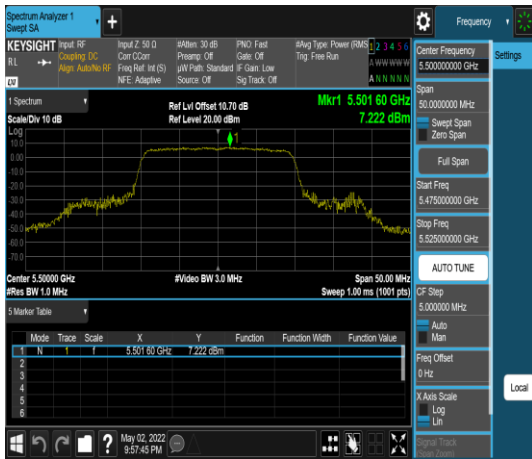 Spectrum Analyzer 1
Swept SA
+
Frequency
KEYSIGHT
RL
LXI
Input: RF
Coupling: DC
Align: Auto/No RF
Input Z: 50 Ω
Corr CCorr
Freq Ref: Int (S)
NFE: Adaptive
#Atten: 30 dB
Preamp: Off
µW Path: Standard
Source: Off
PNO: Fast
Gate: Off
IF Gain: Low
Sig Track: Off
#Avg Type: Power (RMS
Trig: Free Run
1 2 3 4 5 6
A W W W W W
A N N N N N
1 Spectrum
Scale/Div 10 dB
Ref Lvl Offset 10.70 dB
Ref Level 20.00 dBm
Mkr1 5.501 60 GHz
7.222 dBm
Log
10.0
0.00
-10.0
-20.0
-30.0
-40.0
-50.0
-60.0
-70.0
1
Center 5.50000 GHz
#Res BW 1.0 MHz
#Video BW 3.0 MHz
Span 50.00 MHz
Sweep 1.00 ms (1001 pts)
5 Marker Table
Mode Trace Scale X Y Function Function Width Function Value
1 N 1 f 5.501 60 GHz 7.222 dBm
2
3
4
5
6
May 02, 2022
9:57:45 PM
Center Frequency
5.500000000 GHz
Span
50.0000000 MHz
Swept Span
Zero Span
Full Span
Start Freq
5.475000000 GHz
Stop Freq
5.525000000 GHz
AUTO TUNE
CF Step
5.000000 MHz
Auto
Man
Freq Offset
0 Hz
X Axis Scale
Log
Lin
Signal Track
(Span Zoom)
Settings
Local